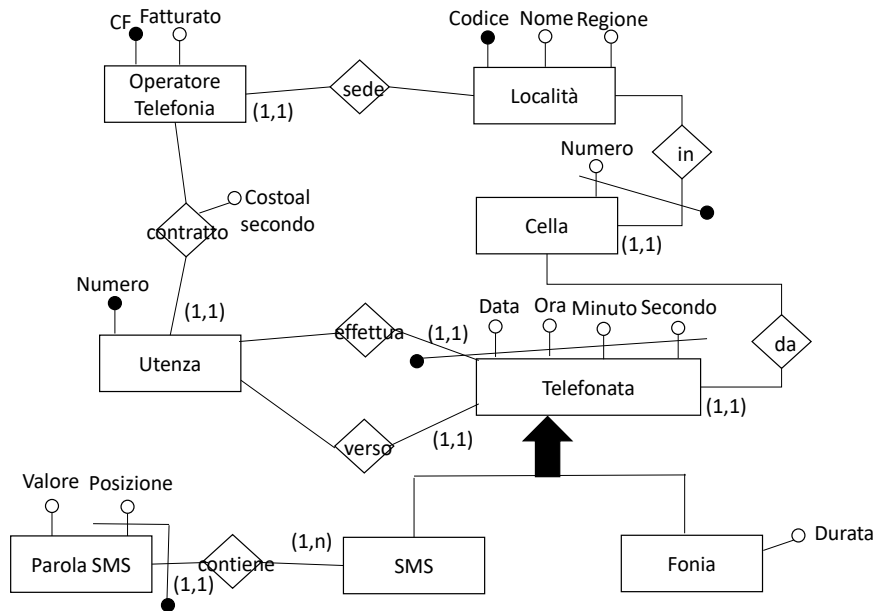 CF Fatturato
Codice Nome Regione
Operatore
Telefonia
(1,1)
sede
Località
Numero
in
Costoal
secondo
contratto
Cella
(1,1)
Numero
(1,1)
effettua
(1,1)
Data Ora Minuto Secondo
da
Utenza
Telefonata
(1,1)
verso
(1,1)
Valore Posizione
(1,n)
Durata
Parola SMS
(1,1)
contiene
SMS
Fonia